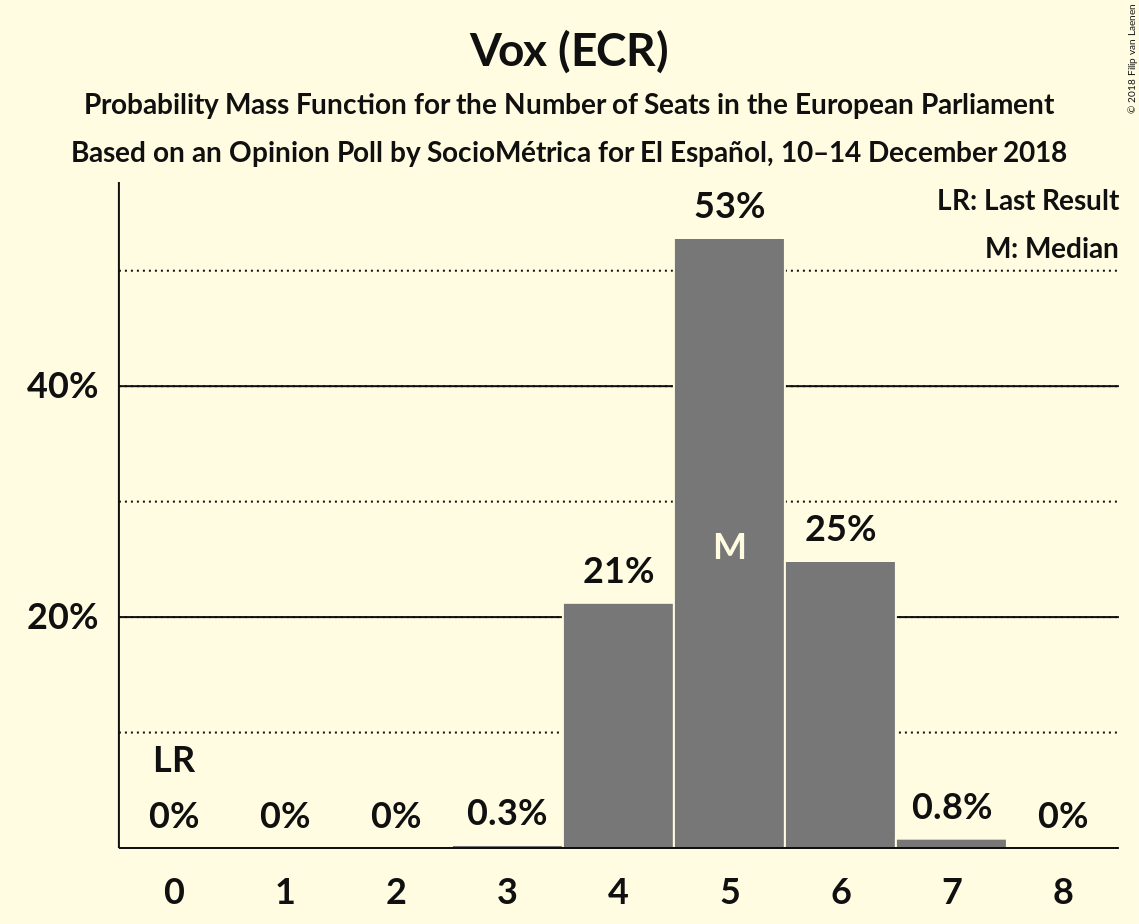 Vox (ECR)
Probability Mass Function for the Number of Seats in the European Parliament
Based on an Opinion Poll by SocioMétrica for El Español, 10–14 December 2018
© 2018 Filip van Laenen
LR: Last Result
M: Median
53%
40%
25%
M
21%
20%
LR
0% 0% 0% 0.3% 0.8% 0%
0 1 2 3 4 5 6 7 8